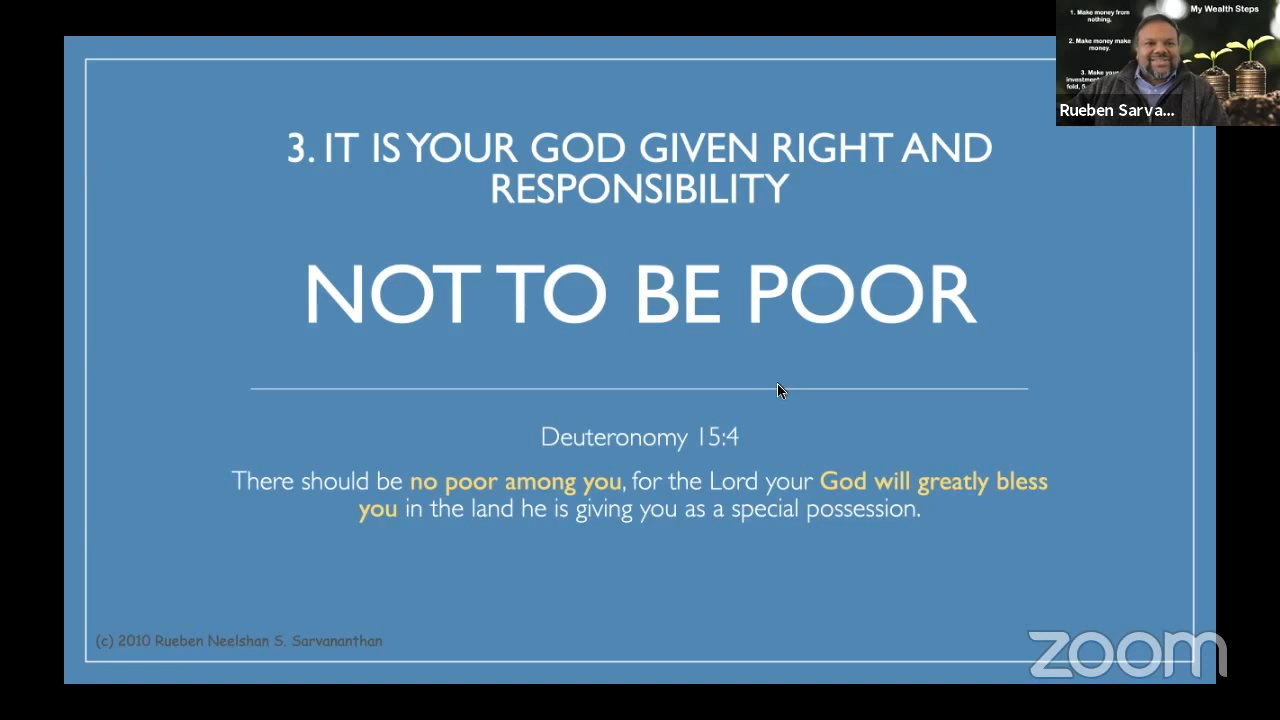 My Wealth Steps
1. Make money from
nothing.
2. Make money make
money.
3. Make your
investment
fold, 5
Rueben Sarva...
3. IT IS YOUR GOD GIVEN RIGHT AND
RESPONSIBILITY
NOT TO BE POOR
Deuteronomy 15:4
There should be no poor among you, for the Lord your God will greatly bless
you in the land he is giving you as a special possession.
(c) 2010 Rueben Neelshan S. Sarvananthan
zoom